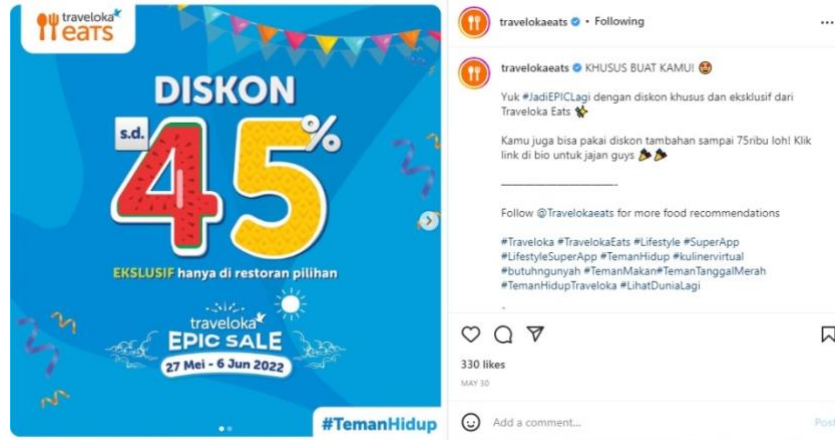 traveloka
eats
DISKON
s.d.
45%
EKSLUSIF hanya di restoran pilihan
traveloka
EPIC SALE
27 Mei - 6 Jun 2022
#TemanHidup
travelokaeats • Following
travelokaeats KHUSUS BUAT KAMU!
Yuk #JadiEPICLagi dengan diskon khusus dan eksklusif dari
Traveloka Eats
Kamu juga bisa pakai diskon tambahan sampai 75ribu loh! Klik
link di bio untuk jajan guys
————————————-
Follow @Travelokaeats for more food recommendations
#Traveloka #TravelokaEats #Lifestyle #SuperApp
#LifestyleSuperApp #TemanHidup #kulinervirtual
#butuhngunyah #TemanMakan#TemanTanggalMerah
#TemanHidupTraveloka #LihatDuniaLagi
330 likes
MAY 30
Add a comment...
Post